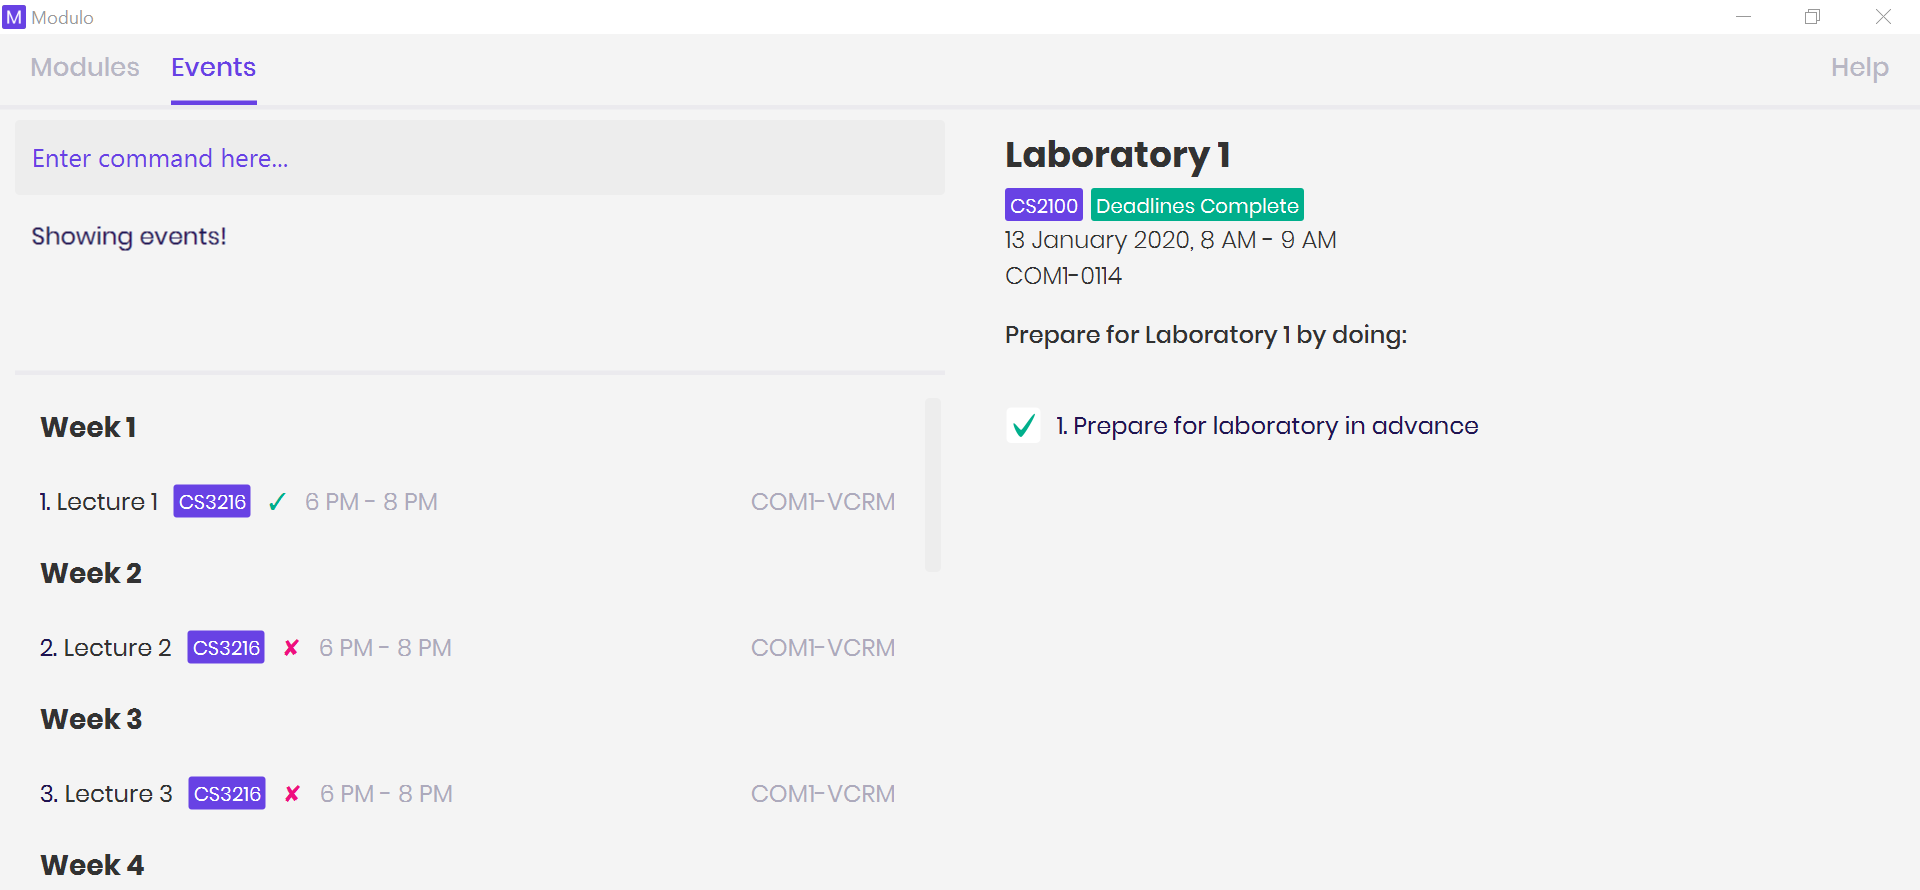 M Modulo
Modules Events Help
Enter command here...
Showing events!
Week 1
1. Lecture 1 CS3216 ✓ 6 PM - 8 PM COM1-VCRM
Week 2
2. Lecture 2 CS3216 ✘ 6 PM - 8 PM COM1-VCRM
Week 3
3. Lecture 3 CS3216 ✘ 6 PM - 8 PM COM1-VCRM
Week 4
Laboratory 1
CS2100 Deadlines Complete
13 January 2020, 8 AM - 9 AM
COM1-0114
Prepare for Laboratory 1 by doing:
✓ 1. Prepare for laboratory in advance